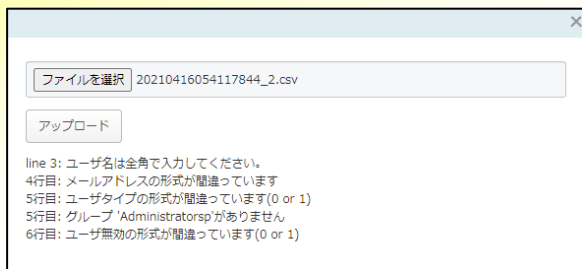 ×
ファイルを選択 20210416054117844_2.csv
アップロード
line 3: ユーザ名は全角で入力してください。
4行目: メールアドレスの形式が間違っています
5行目: ユーザタイプの形式が間違っています(0 or 1)
5行目: グループ 'Administratorsp'がありません
6行目: ユーザ無効の形式が間違っています(0 or 1)